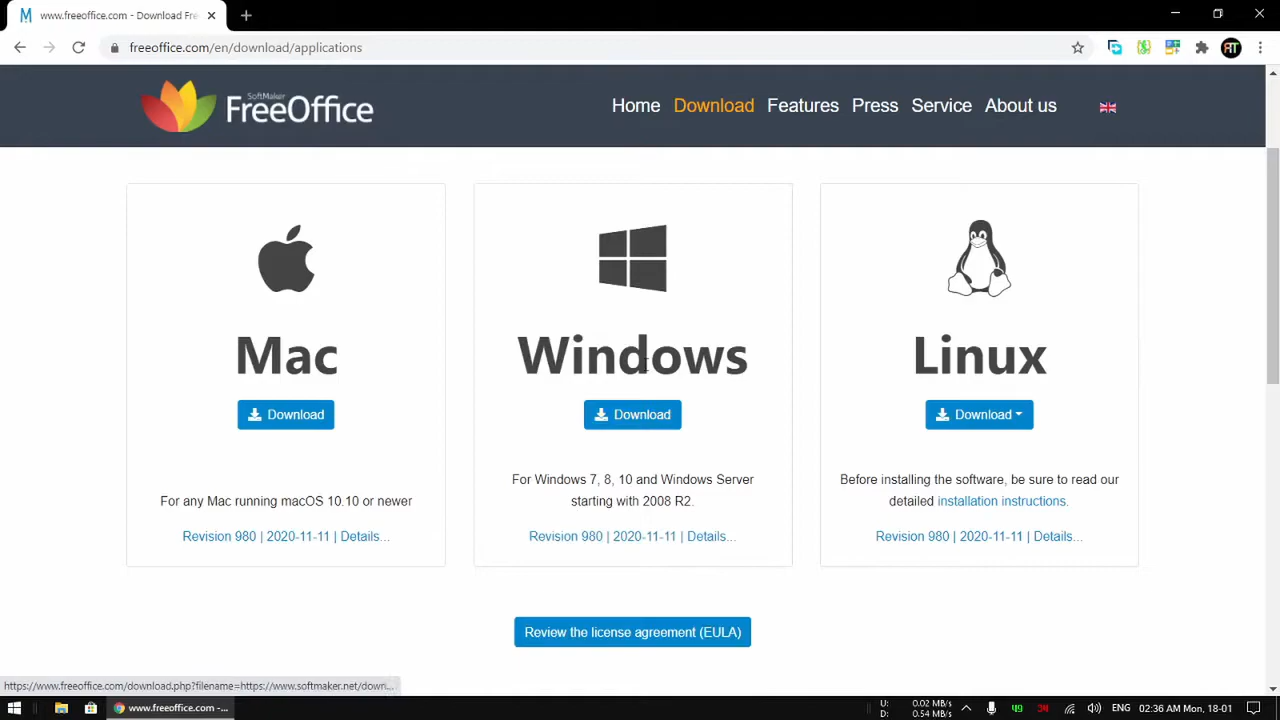 www.freeoffice.com - Download Fre
freeoffice.com/en/download/applications
SoftMaker
FreeOffice
Home Download Features Press Service About us
Mac
Download
For any Mac running macOS 10.10 or newer
Revision 980 | 2020-11-11 | Details...
Windows
Download
For Windows 7, 8, 10 and Windows Server
starting with 2008 R2.
Revision 980 | 2020-11-11 | Details...
Linux
Download
Before installing the software, be sure to read our
detailed installation instructions.
Revision 980 | 2020-11-11 | Details...
Review the license agreement (EULA)
https://www.freeoffice.com/download.php?filename=https://www.softmaker.net/down...
www.freeoffice.com -...
U: 0.02 MB/s
D: 0.54 MB/s
ENG
02:36 AM Mon, 18-01